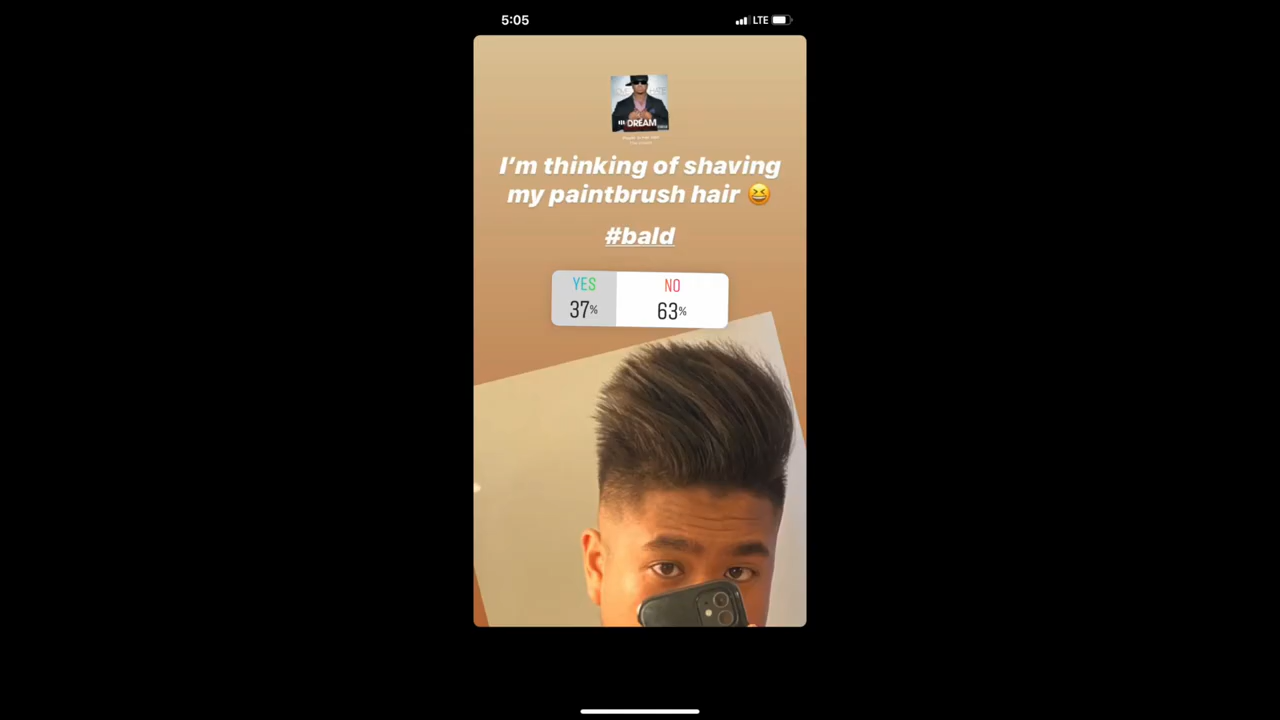 5:05
LTE
DREAM
I'm thinking of shaving
my paintbrush hair 😆
#bald
YES
NO
37%
63%